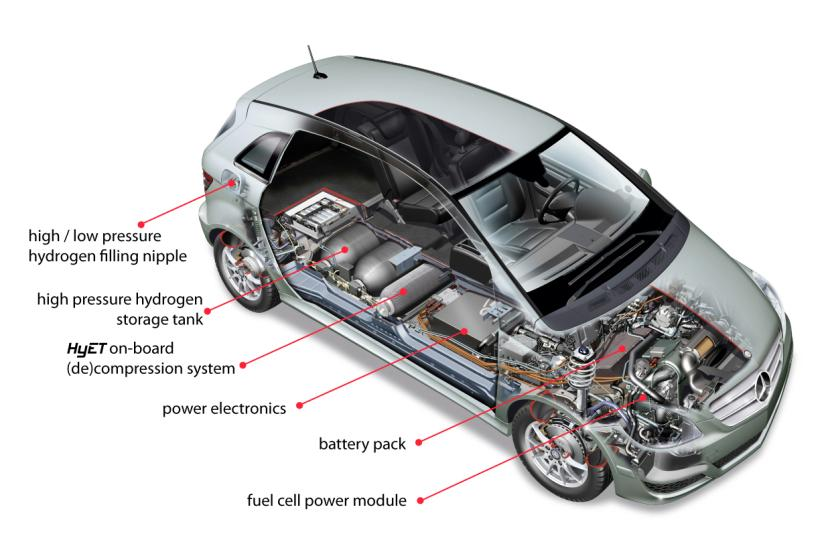 high / low pressure
hydrogen filling nipple
high pressure hydrogen
storage tank
HyET on-board
(de)compression system
power electronics
battery pack
fuel cell power module